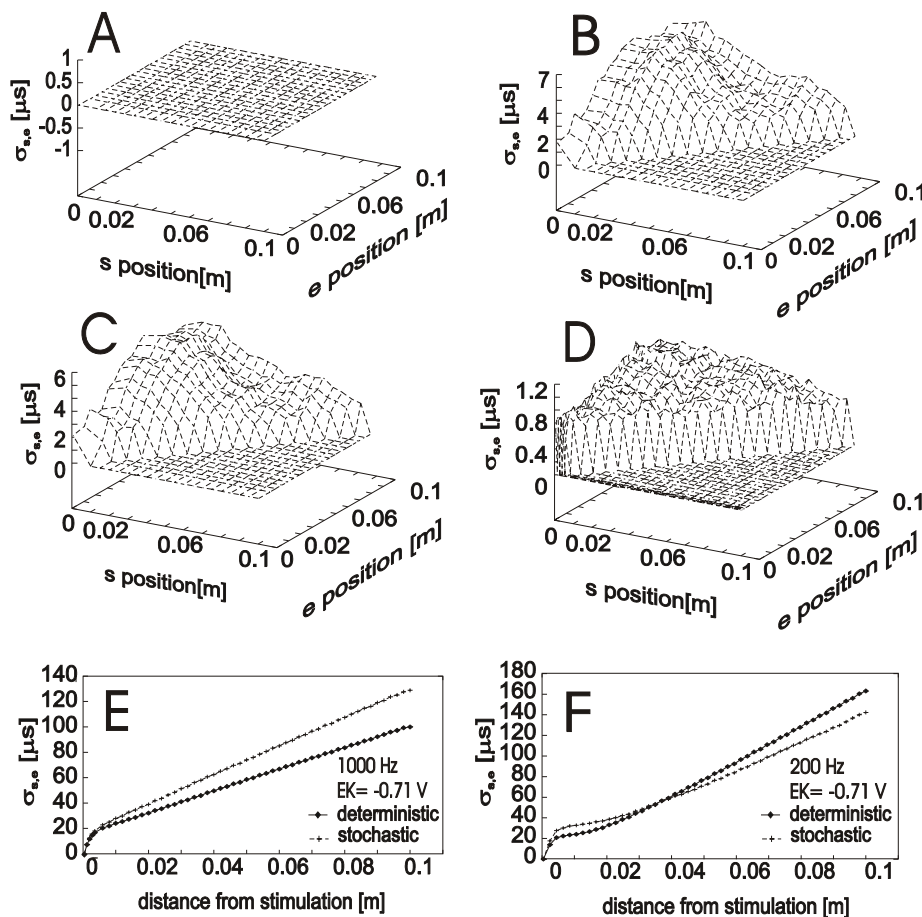 A
1
0.5
0
-0.5
-1
σs,e [µs]
0 0.02 0.06 0.1
s position[m]
0 0.02 0.06 0.1
e position [m]
B
7
4
2
0
σs,e [µs]
0 0.02 0.06 0.1
s position[m]
0 0.02 0.06 0.1
e position [m]
C
6
4
2
0
σs,e [µs]
0 0.02 0.06 0.1
s position[m]
0 0.02 0.06 0.1
e position [m]
D
1.2
0.8
0.4
0
σs,e [µs]
0 0.02 0.06 0.1
s position[m]
0 0.02 0.06 0.1
e position [m]
E
140
120
100
80
60
40
20
0
σs,e [µs]
1000 Hz
EK= -0.71 V
deterministic
stochastic
0 0.02 0.04 0.06 0.08 0.1
distance from stimulation [m]
F
180
160
140
120
100
80
60
40
20
0
σs,e [µs]
200 Hz
EK= -0.71 V
deterministic
stochastic
0 0.02 0.04 0.06 0.08 0.1
distance from stimulation [m]